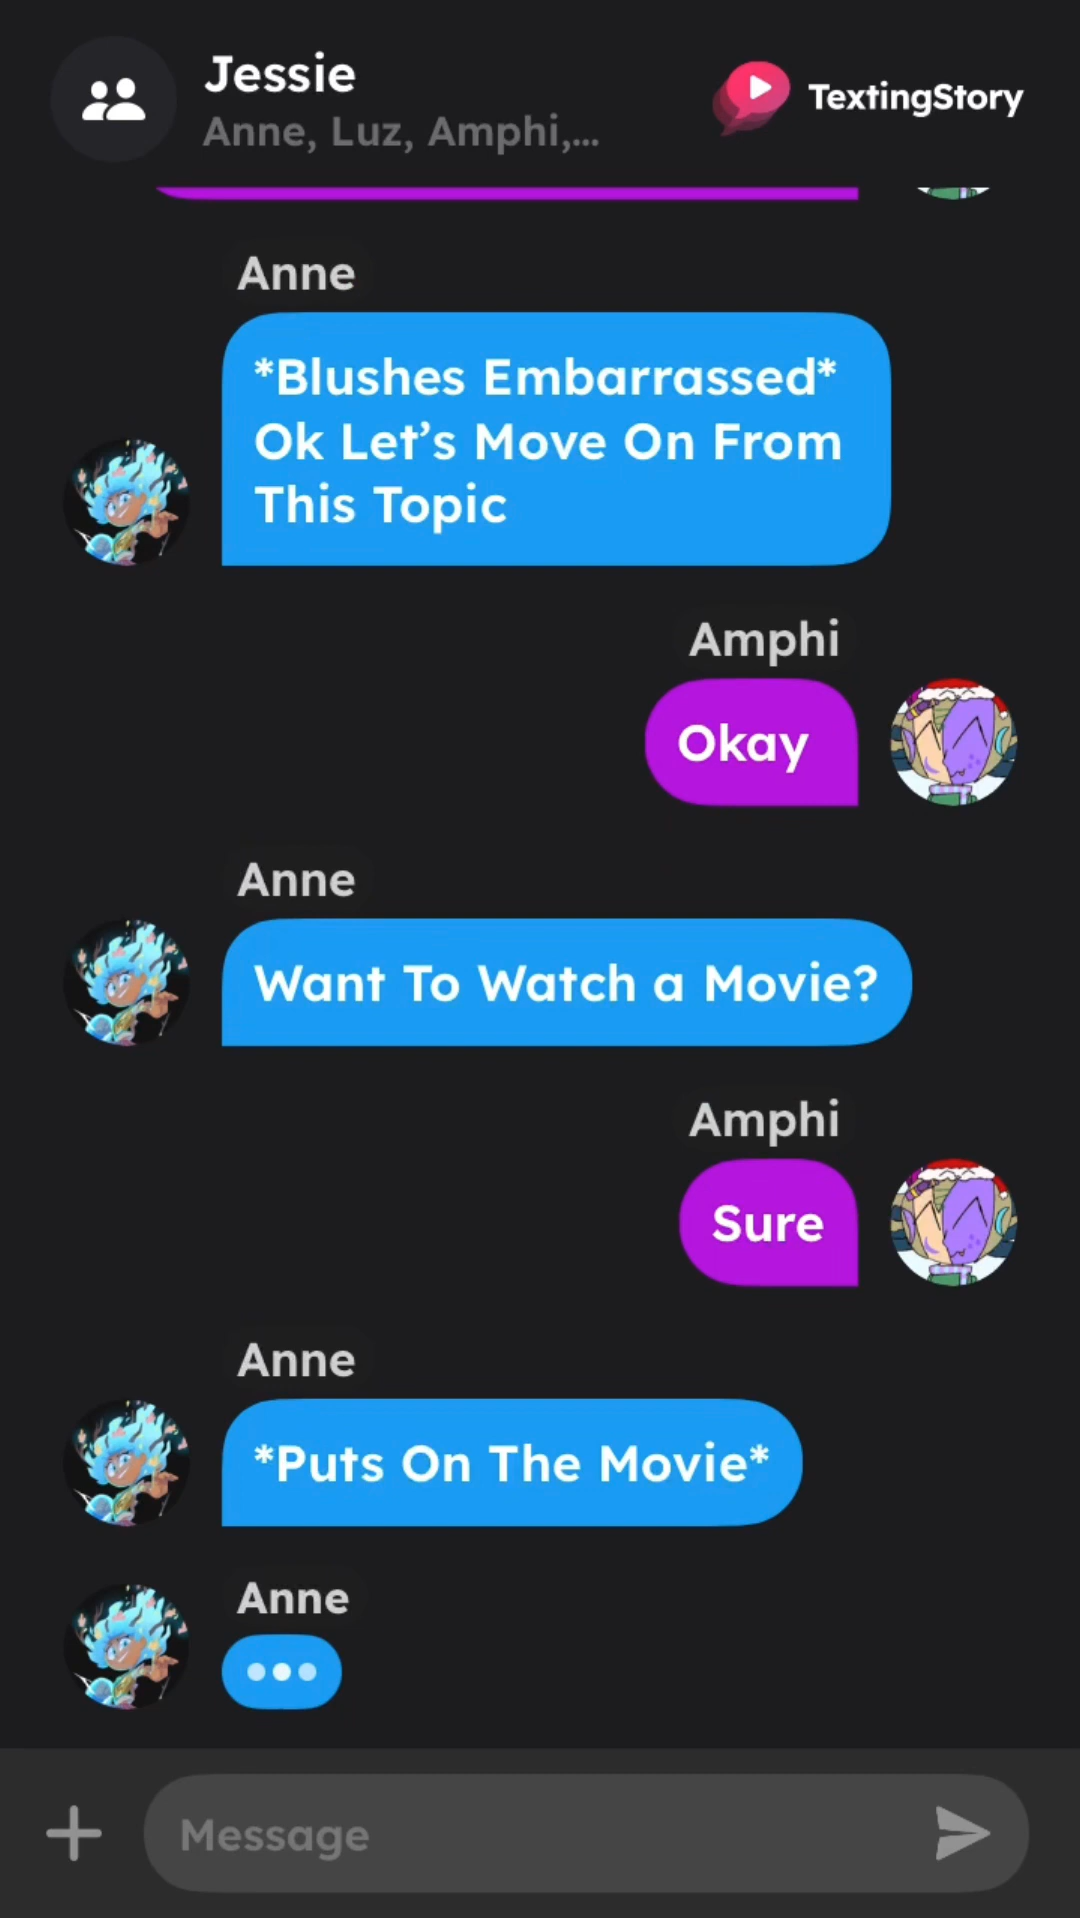 Jessie
Anne, Luz, Amphi,...
TextingStory
Anne
*Blushes Embarrassed*
Ok Let’s Move On From
This Topic
Amphi
Okay
Anne
Want To Watch a Movie?
Amphi
Sure
Anne
*Puts On The Movie*
Anne
Message